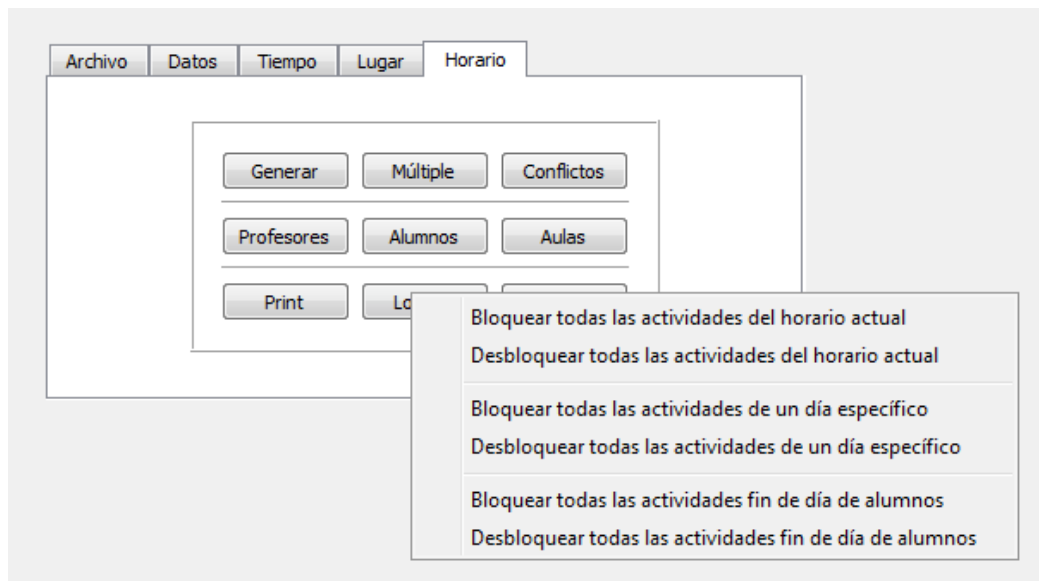 Archivo Datos Tiempo Lugar Horario
Generar Múltiple Conflictos
Profesores Alumnos Aulas
Print
Bloquear todas las actividades del horario actual
Desbloquear todas las actividades del horario actual
Bloquear todas las actividades de un día específico
Desbloquear todas las actividades de un día específico
Bloquear todas las actividades fin de día de alumnos
Desbloquear todas las actividades fin de día de alumnos